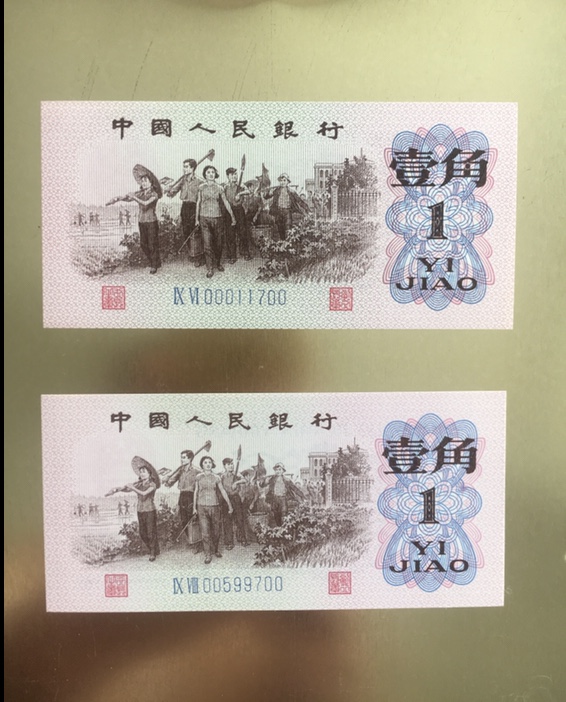 中國人民銀行
壹角
1
YI
JIAO
IX VI 00011700
中國人民銀行
壹角
1
YI
JIAO
IX VIII 00599700